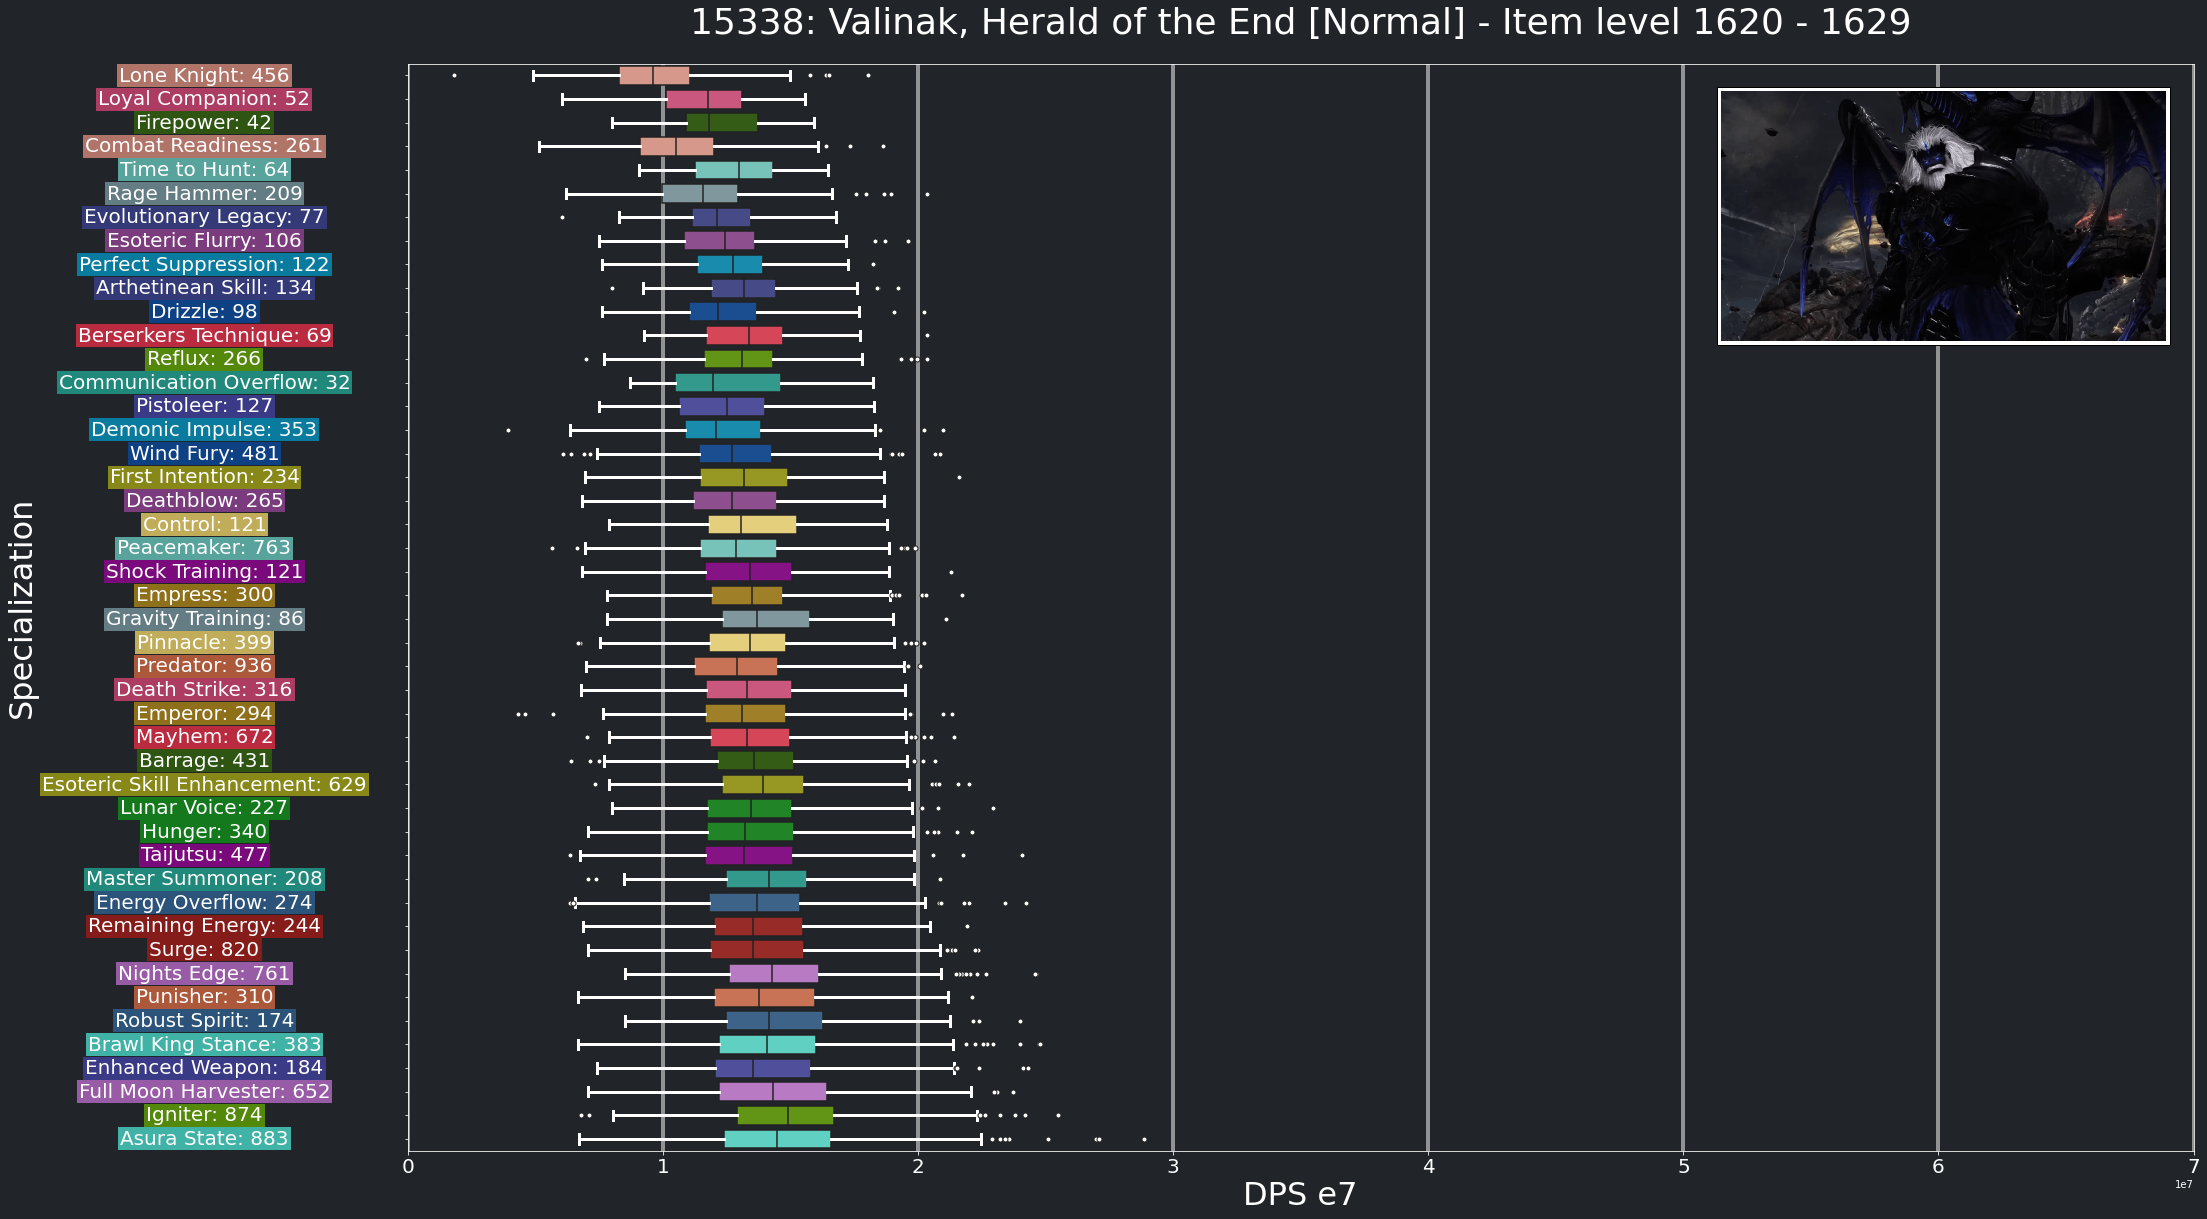 15338: Valinak, Herald of the End [Normal] - Item level 1620 - 1629
Specialization
Lone Knight: 456
Loyal Companion: 52
Firepower: 42
Combat Readiness: 261
Time to Hunt: 64
Rage Hammer: 209
Evolutionary Legacy: 77
Esoteric Flurry: 106
Perfect Suppression: 122
Arthetinean Skill: 134
Drizzle: 98
Berserkers Technique: 69
Reflux: 266
Communication Overflow: 32
Pistoleer: 127
Demonic Impulse: 353
Wind Fury: 481
First Intention: 234
Deathblow: 265
Control: 121
Peacemaker: 763
Shock Training: 121
Empress: 300
Gravity Training: 86
Pinnacle: 399
Predator: 936
Death Strike: 316
Emperor: 294
Mayhem: 672
Barrage: 431
Esoteric Skill Enhancement: 629
Lunar Voice: 227
Hunger: 340
Taijutsu: 477
Master Summoner: 208
Energy Overflow: 274
Remaining Energy: 244
Surge: 820
Nights Edge: 761
Punisher: 310
Robust Spirit: 174
Brawl King Stance: 383
Enhanced Weapon: 184
Full Moon Harvester: 652
Igniter: 874
Asura State: 883
0 1 2 3 4 5 6 7
1e7
DPS e7